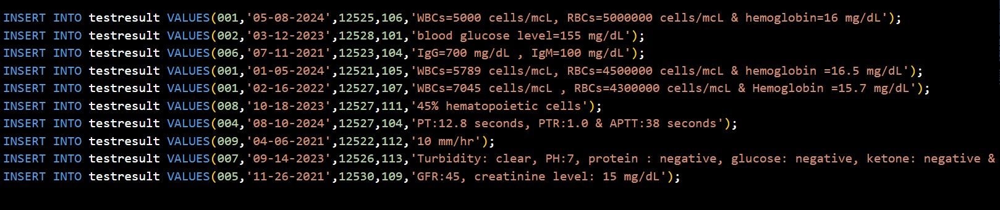 INSERT INTO testresult VALUES(001,'05-08-2024',12525,106,'WBCs=5000 cells/mcL, RBCs=5000000 cells/mcL & hemoglobin=16 mg/dL');
INSERT INTO testresult VALUES(002,'03-12-2023',12528,101,'blood glucose level=155 mg/dL');
INSERT INTO testresult VALUES(006,'07-11-2021',12523,104,'IgG=700 mg/dL , IgM=100 mg/dL');
INSERT INTO testresult VALUES(001,'01-05-2024',12521,105,'WBCs=5789 cells/mcL, RBCs=4500000 cells/mcL & hemoglobin =16.5 mg/dL');
INSERT INTO testresult VALUES(001,'02-16-2022',12527,107,'WBCs=7045 cells/mcL , RBCs=4300000 cells/mcL & Hemoglobin =15.7 mg/dL');
INSERT INTO testresult VALUES(008,'10-18-2023',12527,111,'45% hematopoietic cells');
INSERT INTO testresult VALUES(004,'08-10-2024',12527,104,'PT:12.8 seconds, PTR:1.0 & APTT:38 seconds');
INSERT INTO testresult VALUES(009,'04-06-2021',12522,112,'10 mm/hr');
INSERT INTO testresult VALUES(007,'09-14-2023',12526,113,'Turbidity: clear, PH:7, protein : negative, glucose: negative, ketone: negative &
INSERT INTO testresult VALUES(005,'11-26-2021',12530,109,'GFR:45, creatinine level: 15 mg/dL');